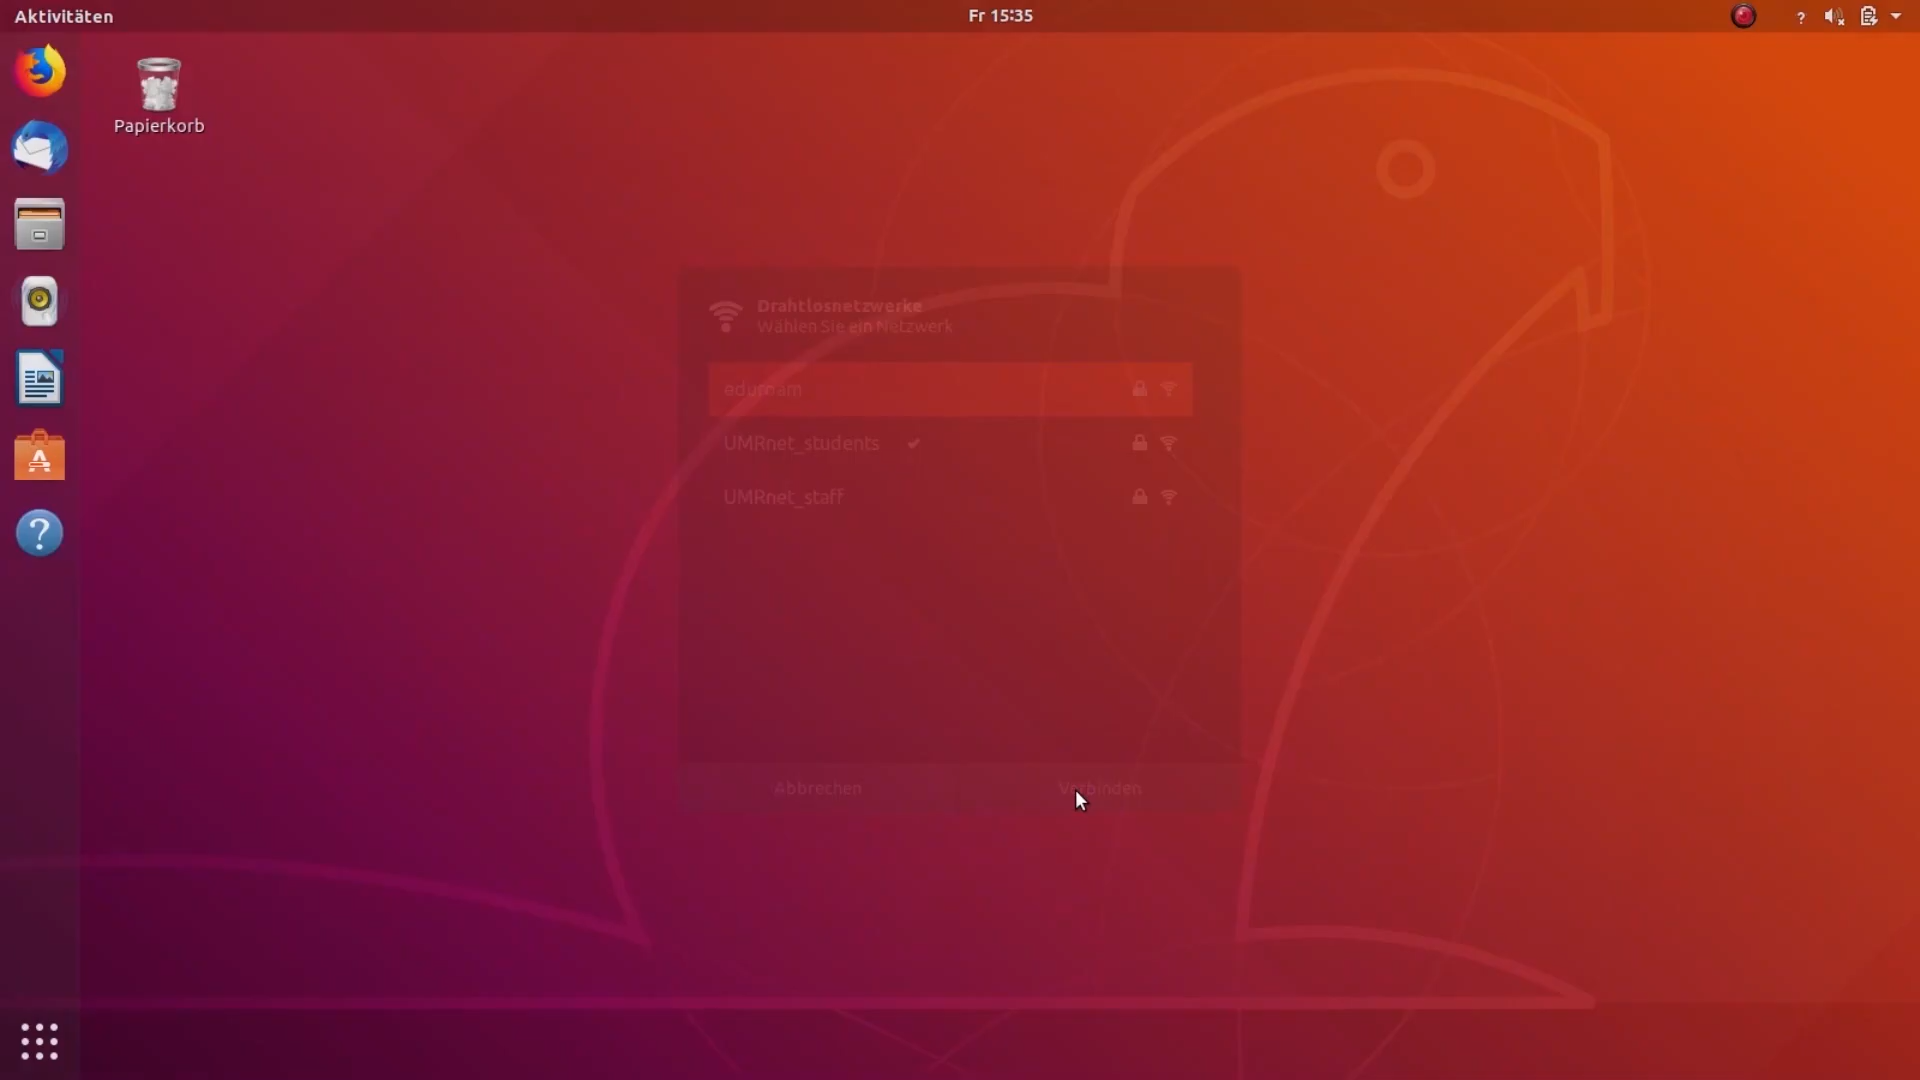 Aktivitäten
Fr 15:35
?
Papierkorb
Drahtlosnetzwerke
Wählen Sie ein Netzwerk
eduroam
UMRnet_students
UMRnet_staff
?
Abbrechen
Verbinden